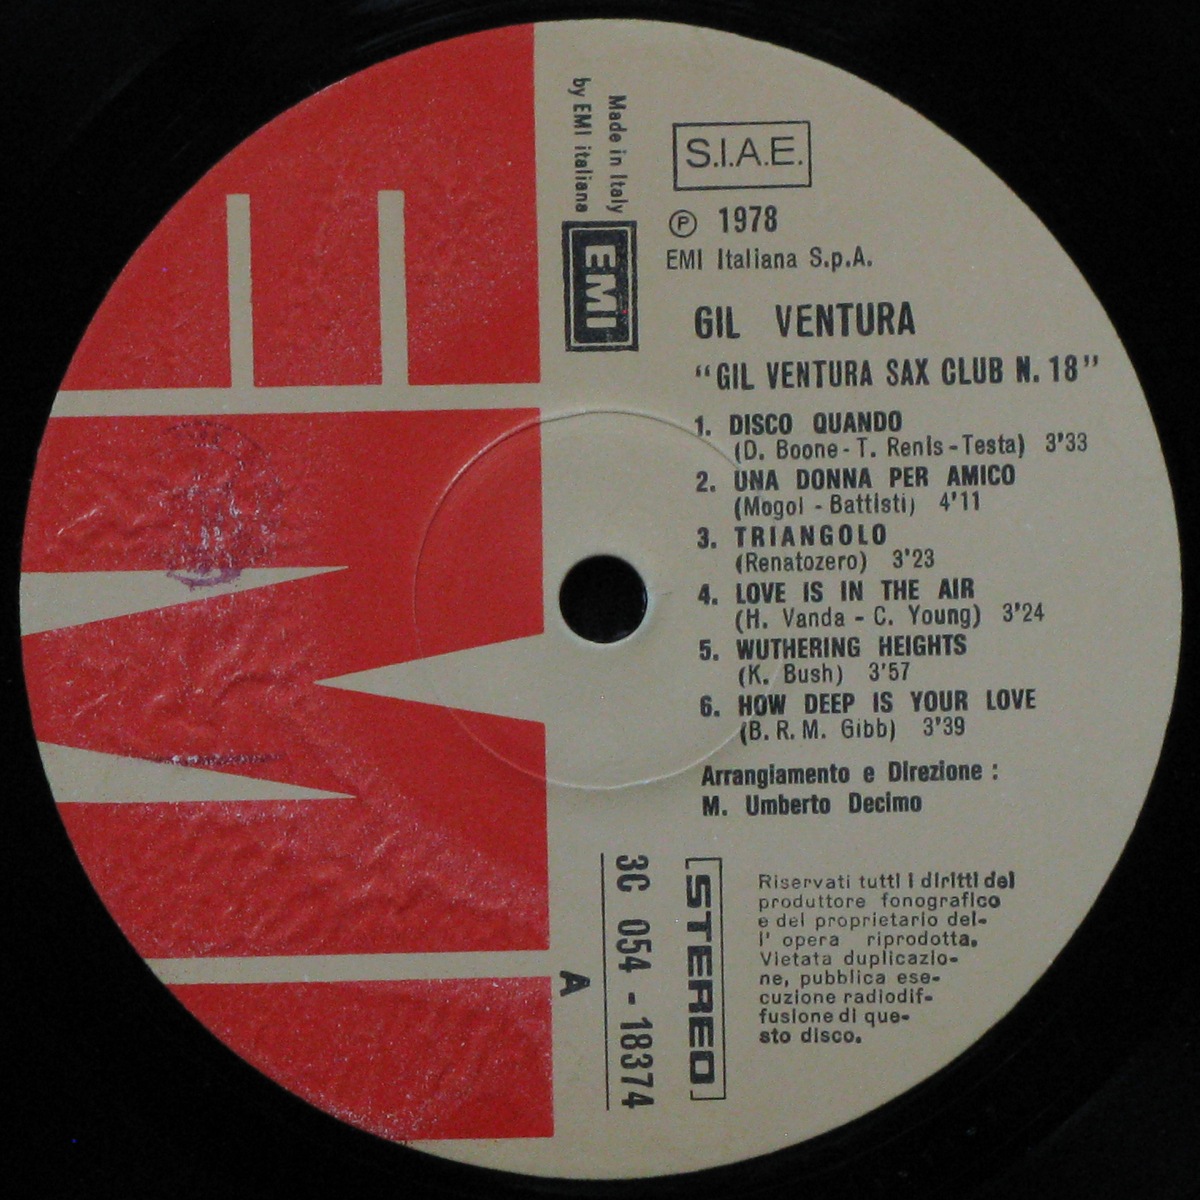 Made in Italy
by EMI italiana
EMI
S.I.A.E.
℗ 1978
EMI Italiana S.p.A.
GIL VENTURA
“GIL VENTURA SAX CLUB N. 18”
1. DISCO QUANDO
(D. Boone - T. Renis - Testa) 3'33
2. UNA DONNA PER AMICO
(Mogol - Battisti) 4'11
3. TRIANGOLO
(Renatozero) 3'23
4. LOVE IS IN THE AIR
(H. Vanda - C. Young) 3'24
5. WUTHERING HEIGHTS
(K. Bush) 3'57
6. HOW DEEP IS YOUR LOVE
(B. R. M. Gibb) 3'39
Arrangiamento e Direzione :
M. Umberto Decimo
STEREO
3C 054 - 18374
A
Riservati tutti i diritti del
produttore fonografico
e del proprietario del-
l' opera riprodotta.
Vietata duplicazio-
ne, pubblica ese-
cuzione radiodif-
fusione di que-
sto disco.
EMI